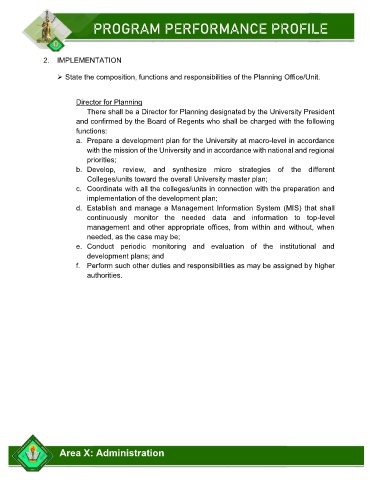 PROGRAM PERFORMANCE PROFILE
2. IMPLEMENTATION
➢ State the composition, functions and responsibilities of the Planning Office/Unit.
Director for Planning
There shall be a Director for Planning designated by the University President
and confirmed by the Board of Regents who shall be charged with the following
functions:
a. Prepare a development plan for the University at macro-level in accordance
with the mission of the University and in accordance with national and regional
priorities;
b. Develop, review, and synthesize micro strategies of the different
Colleges/units toward the overall University master plan;
c. Coordinate with all the colleges/units in connection with the preparation and
implementation of the development plan;
d. Establish and manage a Management Information System (MIS) that shall
continuously monitor the needed data and information to top-level
management and other appropriate offices, from within and without, when
needed, as the case may be;
e. Conduct periodic monitoring and evaluation of the institutional and
development plans; and
f. Perform such other duties and responsibilities as may be assigned by higher
authorities.
Area X: Administration